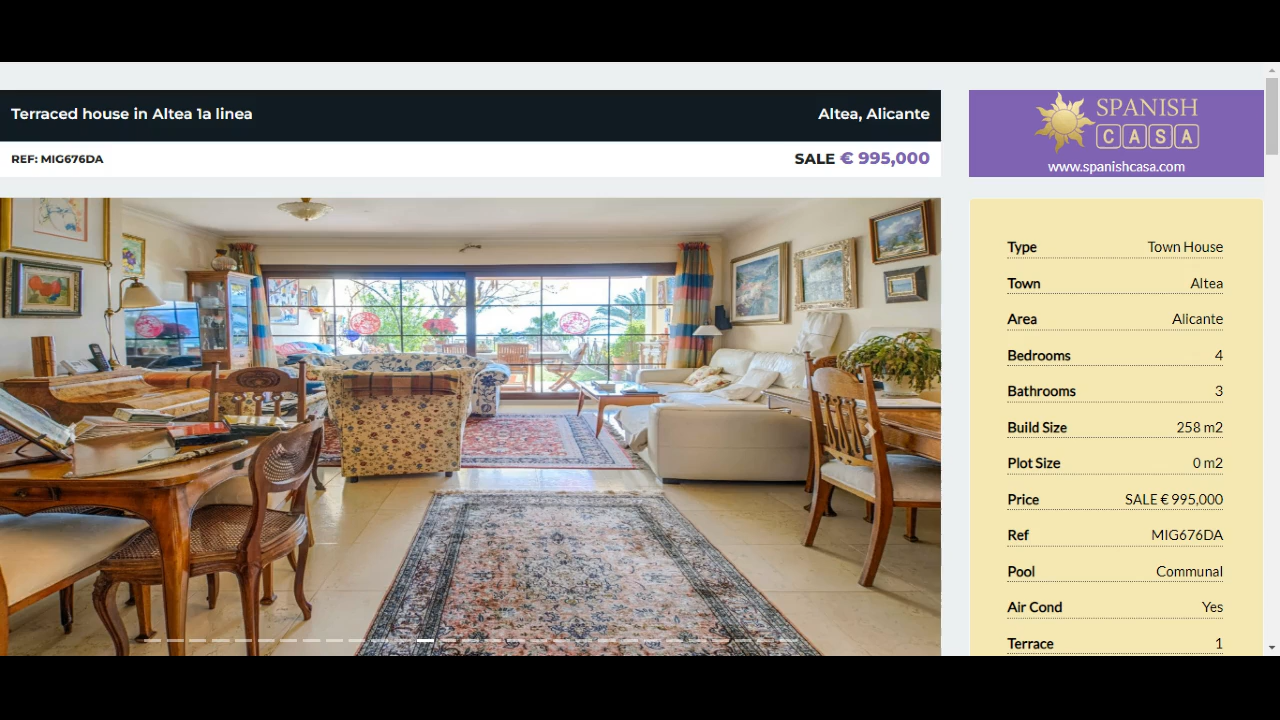 Terraced house in Altea 1a linea
Altea, Alicante
REF: MIG676DA
SALE € 995,000
SPANISH
CASA
www.spanishcasa.com
Type Town House
Town Altea
Area Alicante
Bedrooms 4
Bathrooms 3
Build Size 258 m2
Plot Size 0 m2
Price SALE € 995,000
Ref MIG676DA
Pool Communal
Air Cond Yes
Terrace 1